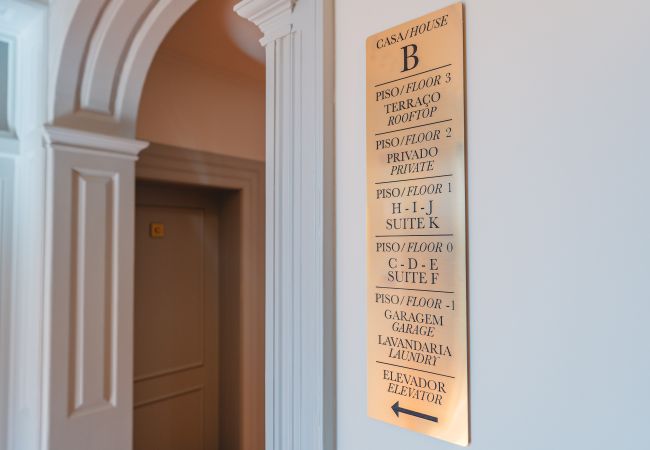 CASA/HOUSE
B
PISO/FLOOR 3
TERRAÇO
ROOFTOP
PISO/FLOOR 2
PRIVADO
PRIVATE
PISO/FLOOR 1
H - I - J
SUITE K
PISO/FLOOR 0
C - D - E
SUITE F
PISO/FLOOR -1
GARAGEM
GARAGE
LAVANDARIA
LAUNDRY
ELEVADOR
ELEVATOR
C